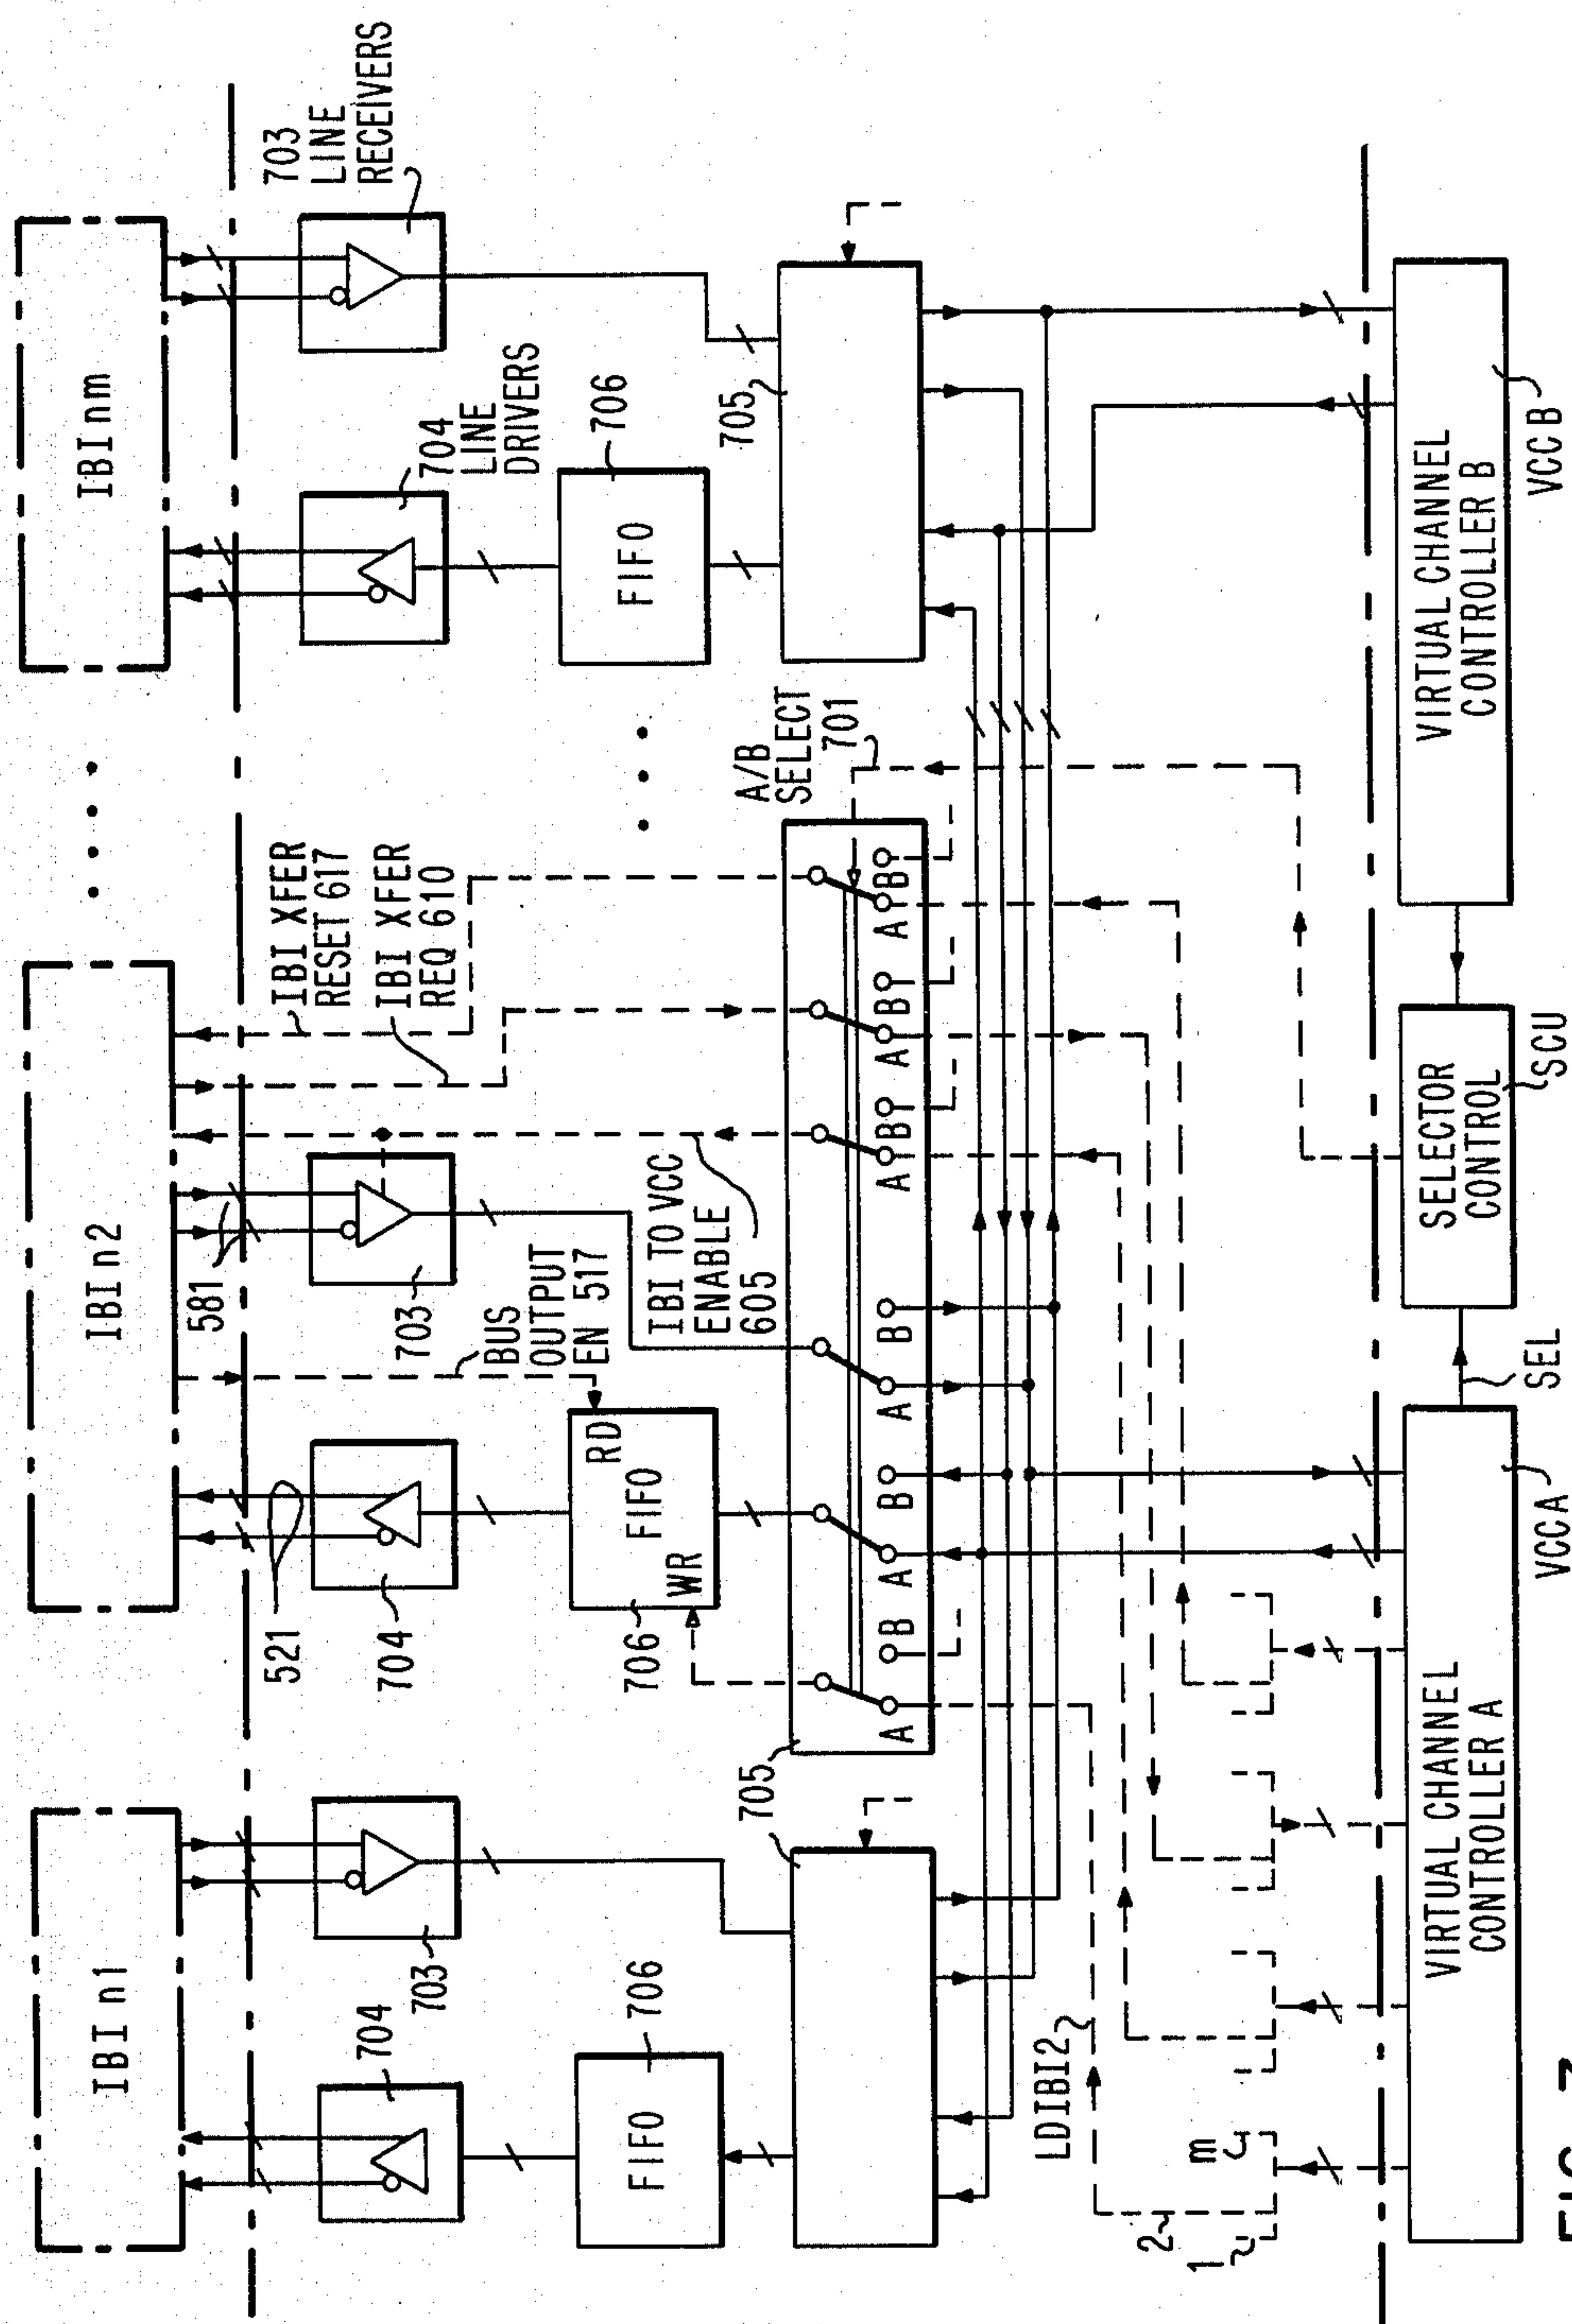 IBI n1
IBI n2
IBI nm
703
LINE
RECEIVERS
704
LINE
DRIVERS
706
FIFO
705
IBI XFER
RESET 617
IBI XFER
REQ 610
581
703
BUS
OUTPUT
EN 517
IBI TO VCC
ENABLE
605
521
704
706
RD
FIFO
WR
A/B
SELECT
701
A
B
A
B
A
B
A
B
A
B
A
B
705
703
704
706
FIFO
705
LDIBI2
1
2
m
VIRTUAL CHANNEL
CONTROLLER A
VCCA
SEL
SELECTOR
CONTROL
SCU
VIRTUAL CHANNEL
CONTROLLER B
VCC B